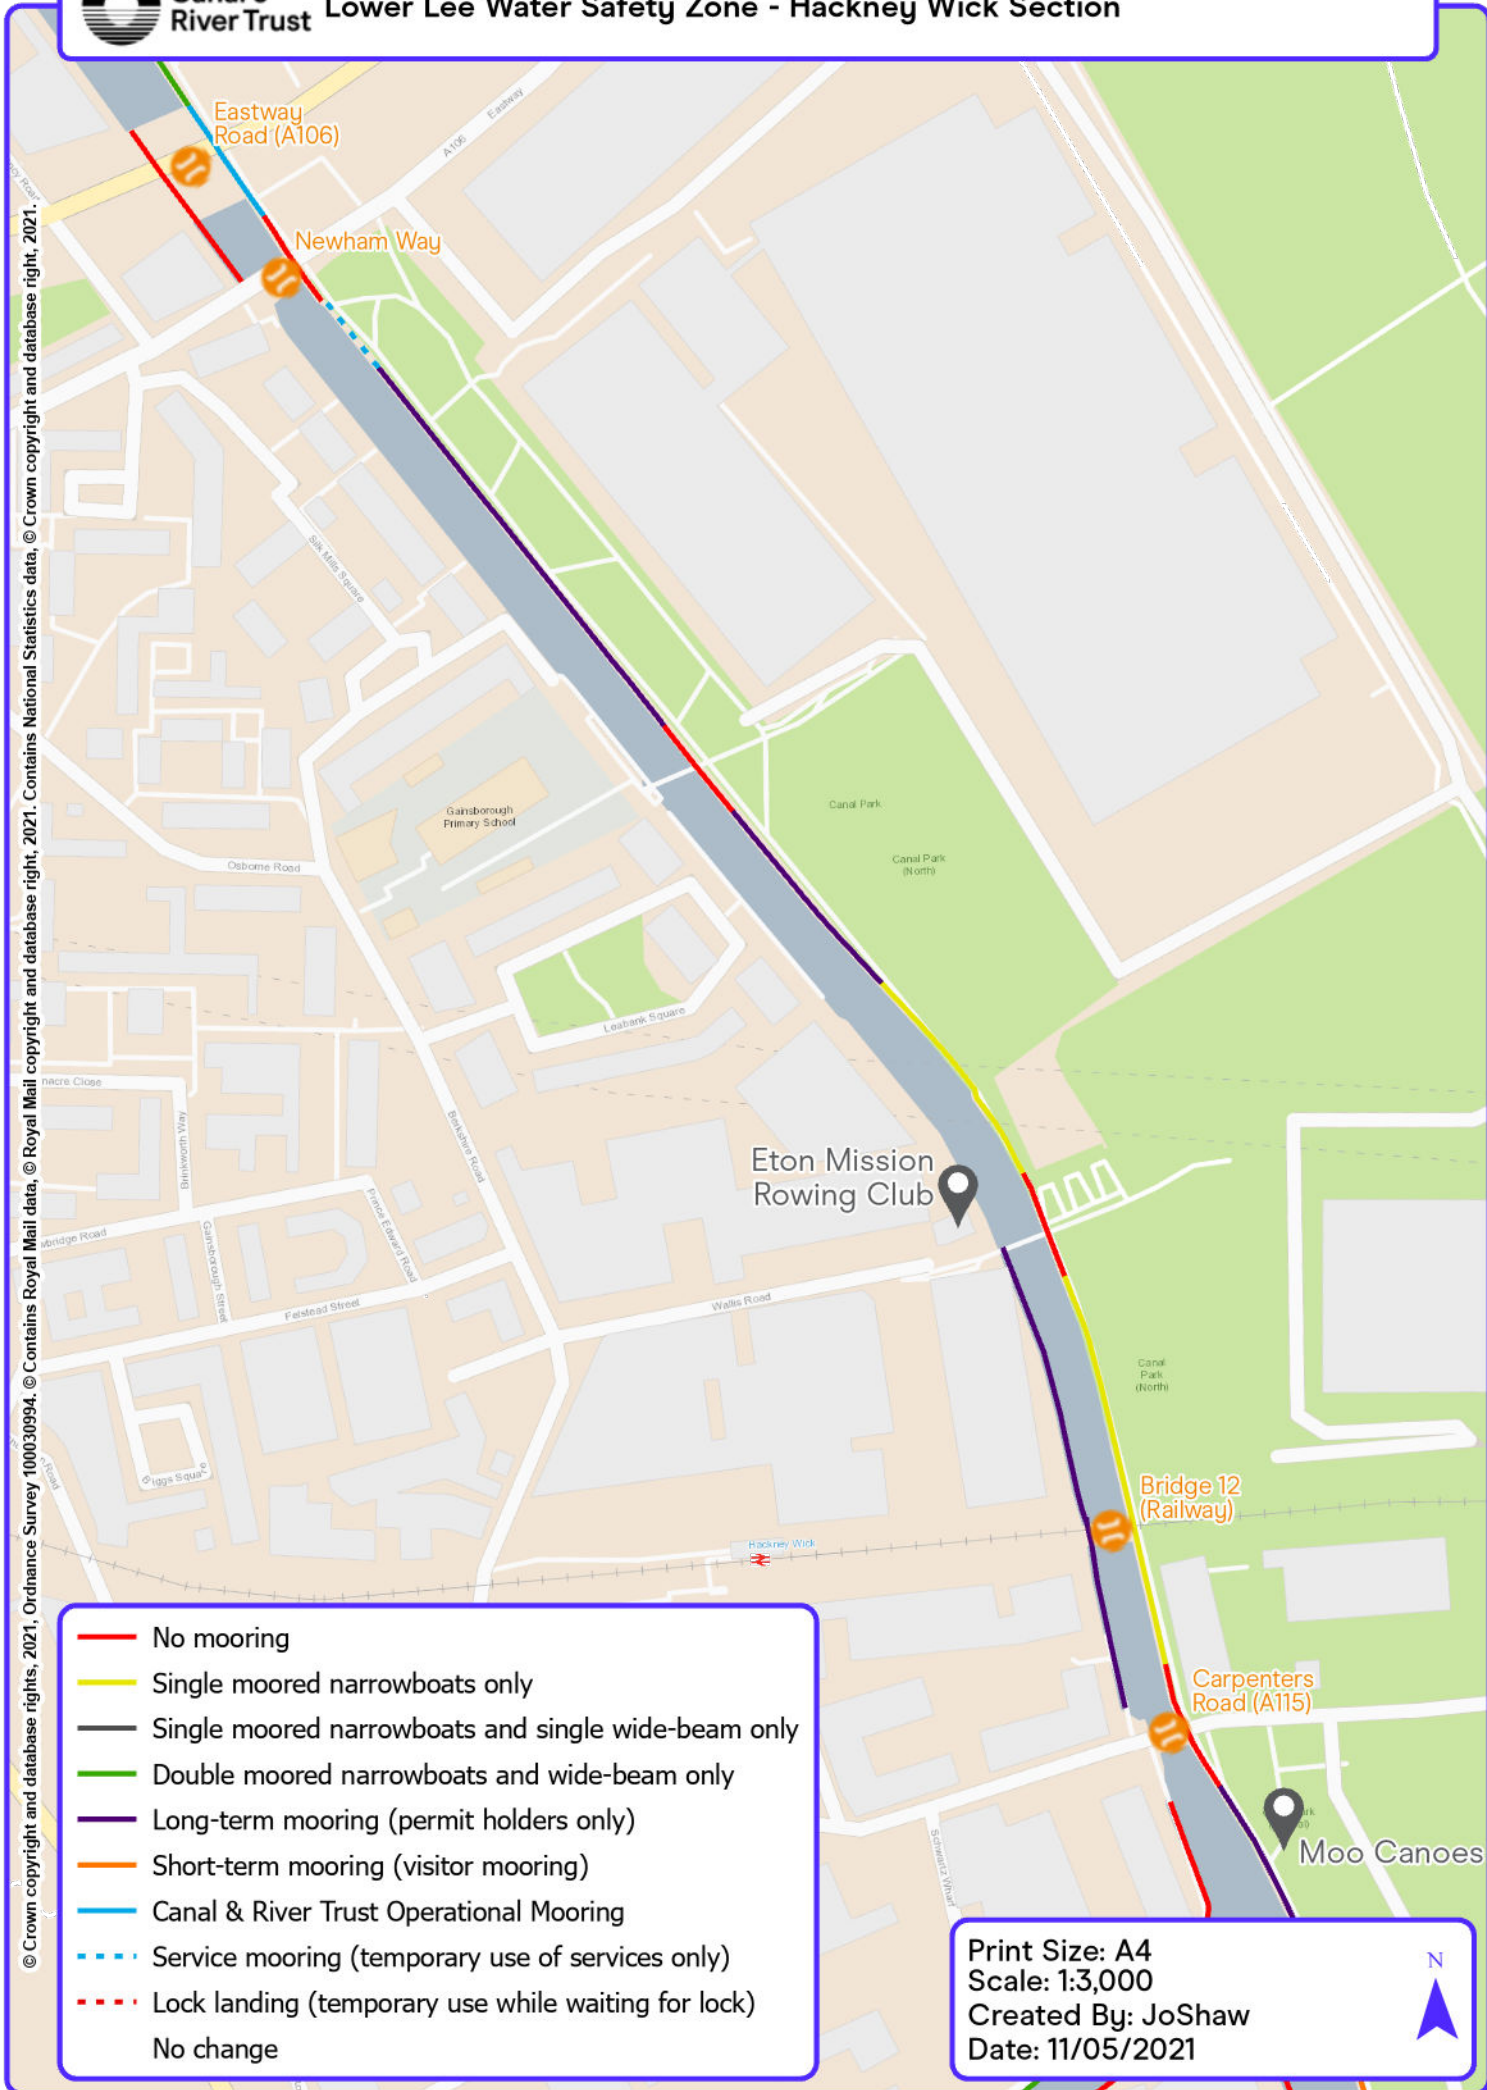 River Trust
Lower Lee Water Safety Zone - Hackney Wick Section
Eastway
Road (A106)
A106
Eastway
Newham Way
Silk Mills Square
Gainsborough
Primary School
Canal Park
Canal Park
(North)
Osborne Road
Leabank Square
nacre Close
Brinkworth Way
Berkshire Road
Eton Mission
Rowing Club
Prince Edward Road
wbridge Road
Gainsborough Street
Felstead Street
Wallis Road
Canal
Park
(North)
Bridge 12
(Railway)
Hackney Wick
Carpenters
Road (A115)
Schwartz Wharf
Moo Canoes
No mooring
Single moored narrowboats only
Single moored narrowboats and single wide-beam only
Double moored narrowboats and wide-beam only
Long-term mooring (permit holders only)
Short-term mooring (visitor mooring)
Canal & River Trust Operational Mooring
Service mooring (temporary use of services only)
Lock landing (temporary use while waiting for lock)
No change
Print Size: A4
Scale: 1:3,000
Created By: JoShaw
Date: 11/05/2021
N
© Crown copyright and database rights, 2021, Ordnance Survey 100030994. © Contains Royal Mail data, © Royal Mail copyright and database right, 2021. Contains National Statistics data, © Crown copyright and database right, 2021.